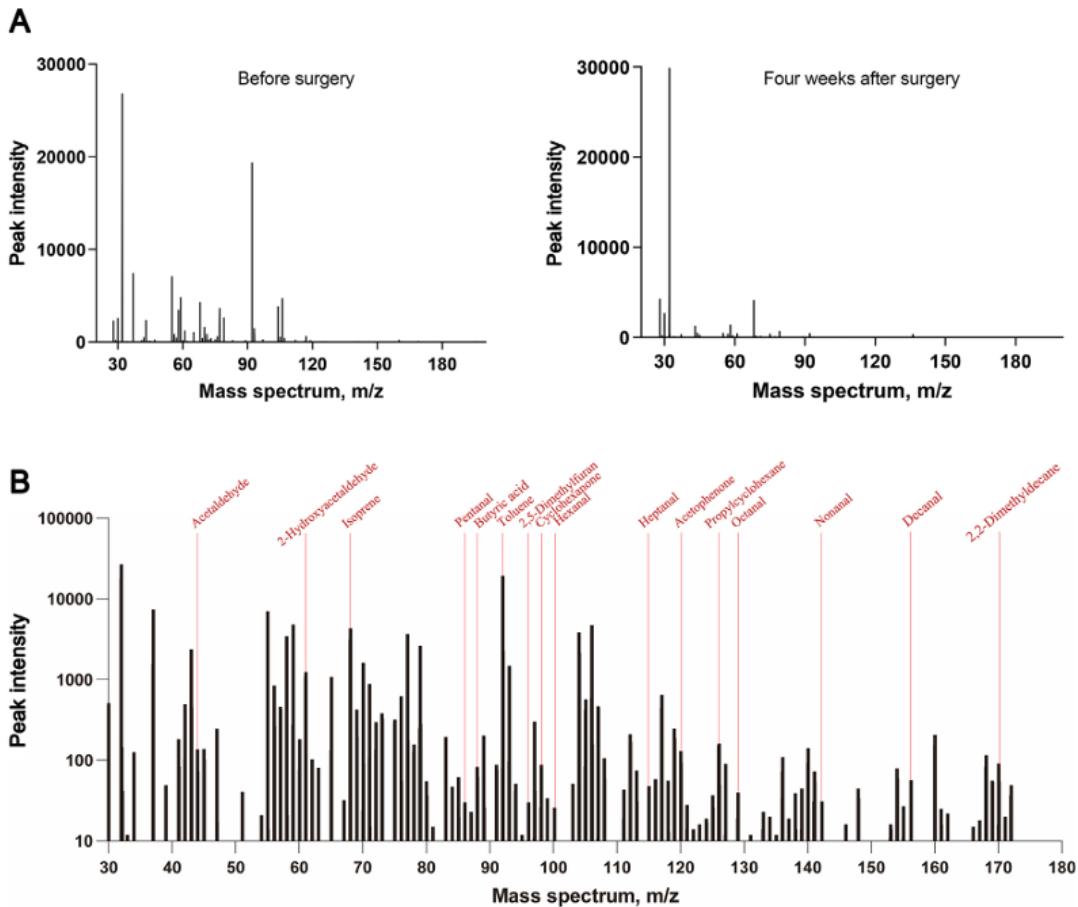 A
Before surgery
Four weeks after surgery
Peak intensity
30000
20000
10000
0
30 60 90 120 150 180
Mass spectrum, m/z
Peak intensity
30000
20000
10000
0
30 60 90 120 150 180
Mass spectrum, m/z
B
Acetaldehyde
2-Hydroxyacetaldehyde
Isoprene
Pentanal
Butyric acid
Toluene
2,5-Dimethylfuran
Cyclohexapone
Hexanal
Heptanal
Acetophenone
Propylcyclohexane
Octanal
Nonanal
Decanal
2,2-Dimethyldecane
Peak intensity
100000
10000
1000
100
10
30 40 50 60 70 80 90 100 110 120 130 140 150 160 170 180
Mass spectrum, m/z